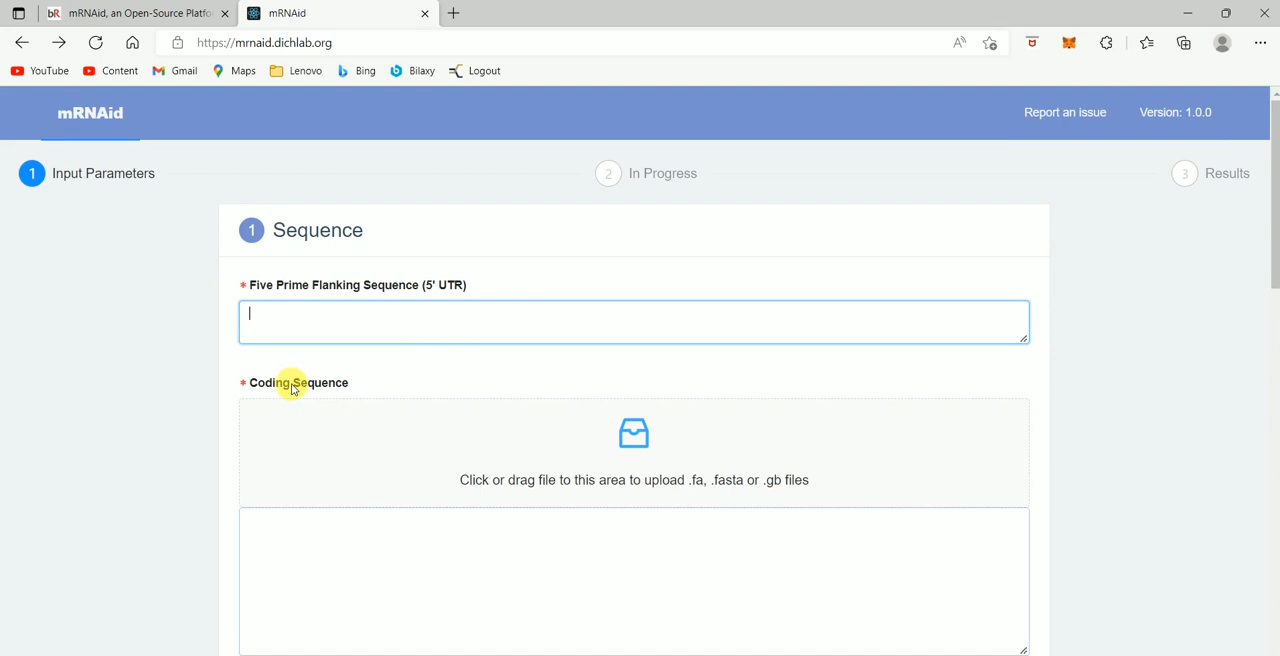 bR mRNAid, an Open-Source Platfo
mRNAid
https://mrnaid.dichlab.org
YouTube Content Gmail Maps Lenovo Bing Bilaxy Logout
mRNAid Report an issue Version: 1.0.0
1 Input Parameters 2 In Progress 3 Results
1 Sequence
* Five Prime Flanking Sequence (5' UTR)
* Coding Sequence
Click or drag file to this area to upload .fa, .fasta or .gb files